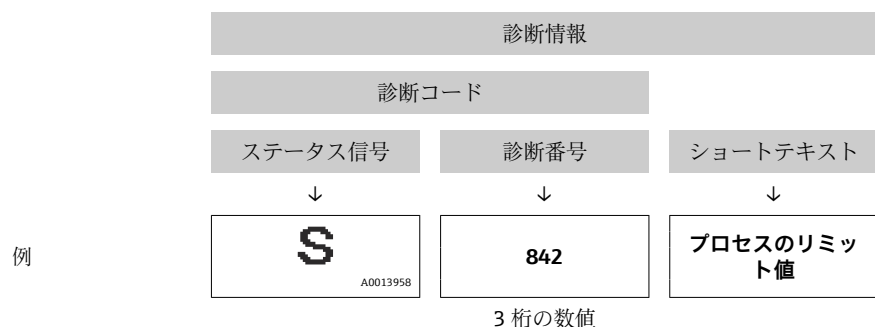 診断情報
診断コード
ステータス信号 診断番号 ショートテキスト
↓ ↓ ↓
例 S 842 プロセスのリミッ
ト値
A0013958
3 桁の数値